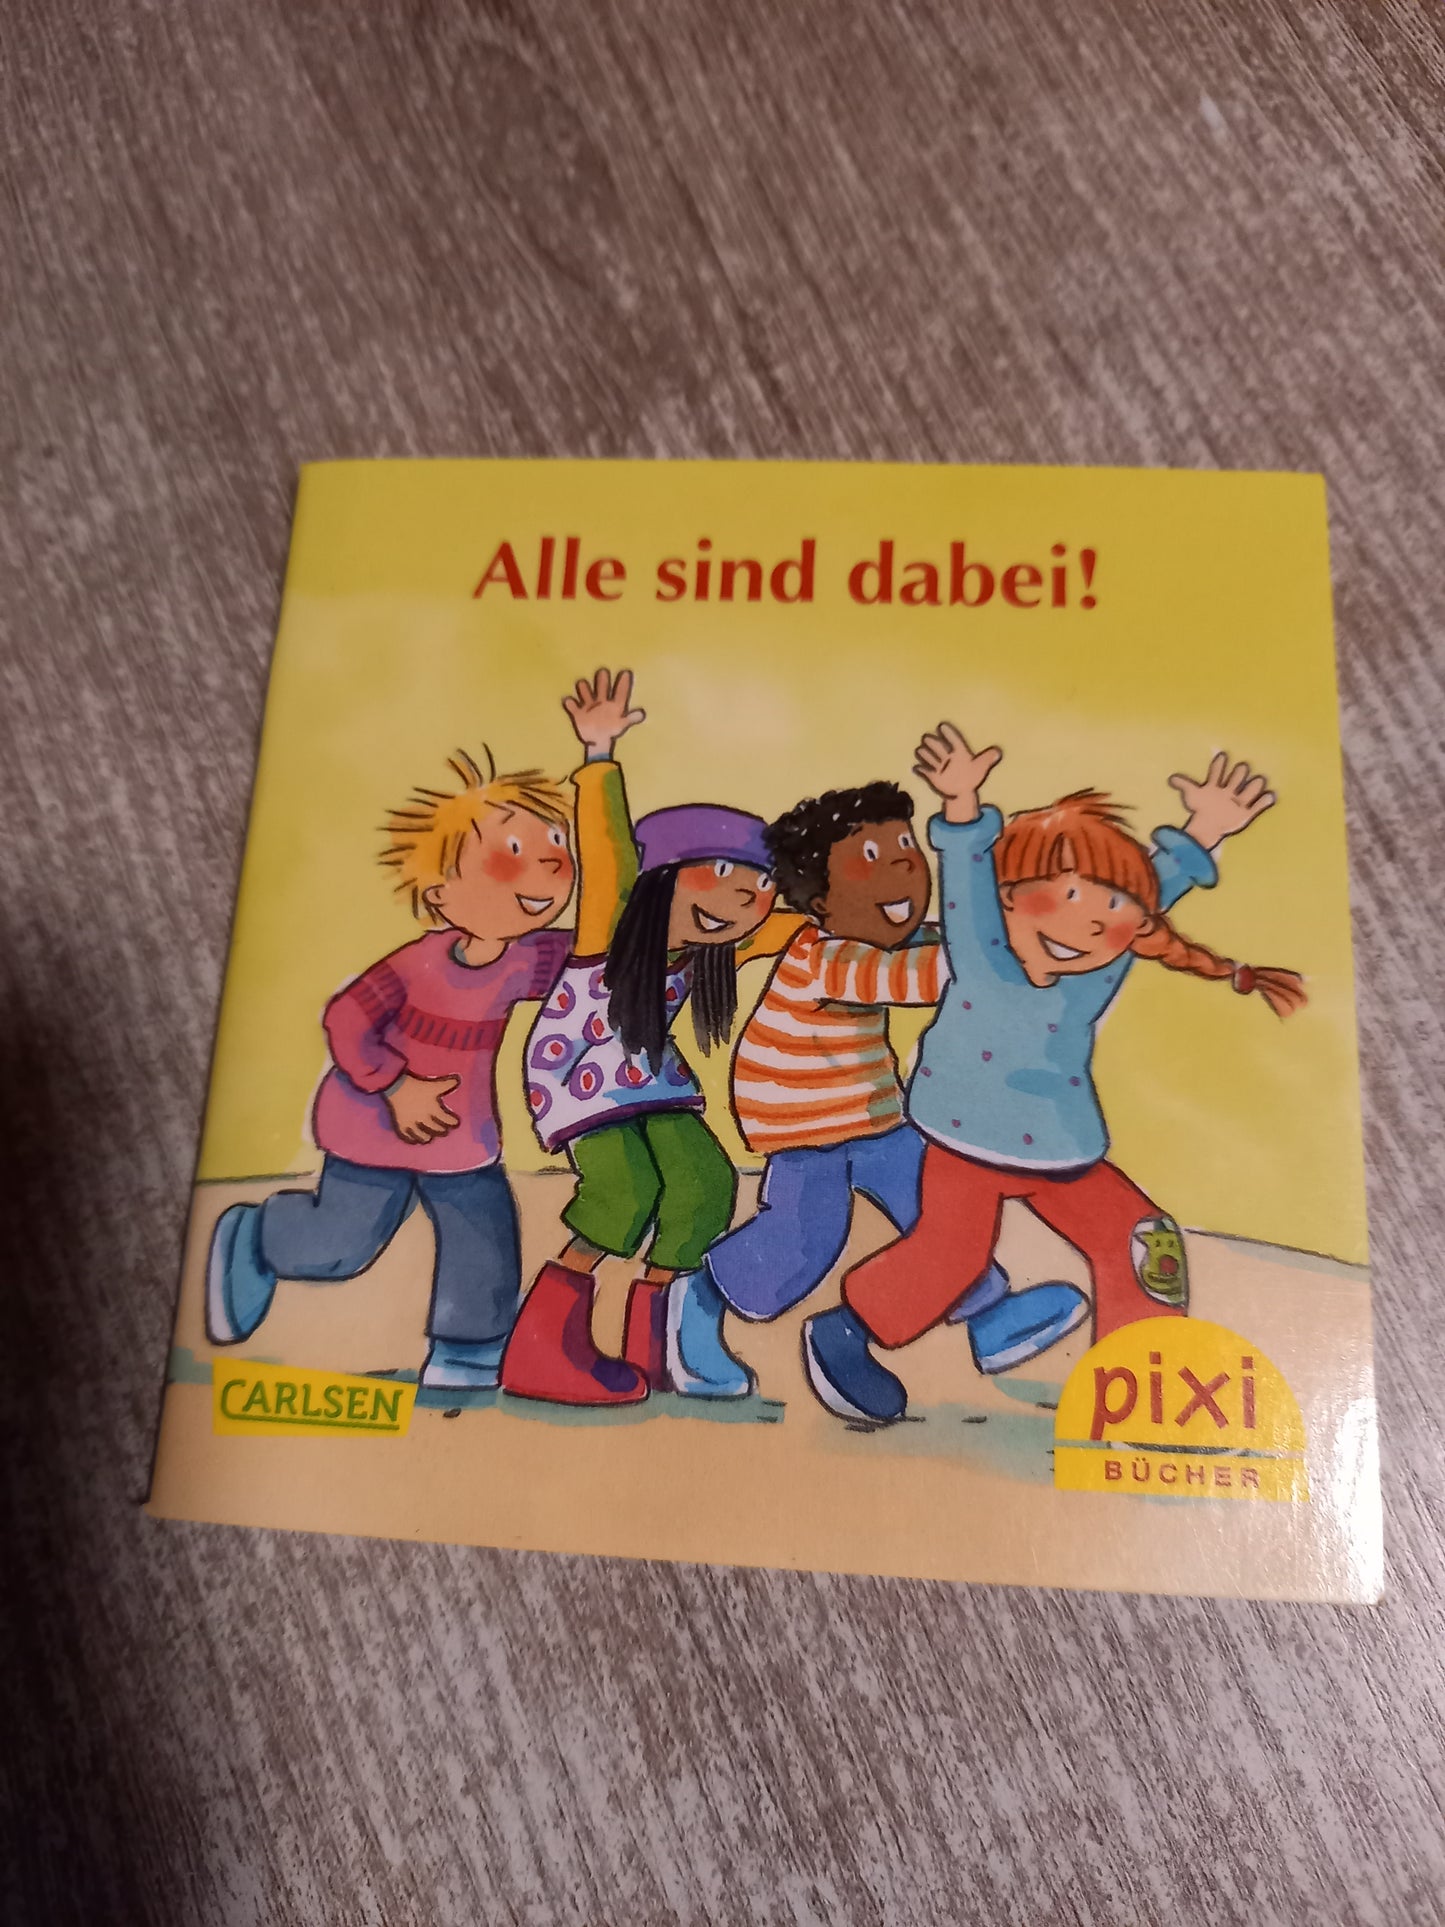 Alle sind dabei!
CARLSEN
pixi
BÜCHER